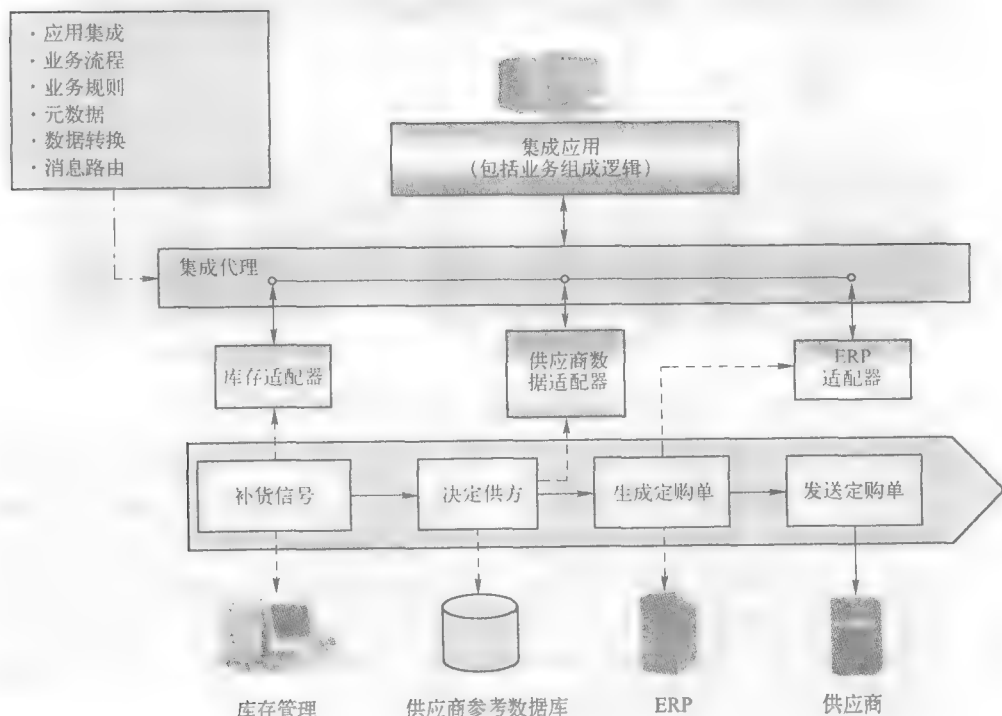 · 应用集成
· 业务流程
· 业务规则
· 元数据
· 数据转换
· 消息路由
集成应用
(包括业务组成逻辑)
集成代理
库存适配器
供应商数
据适配器
ERP
适配器
补货信号
决定供方
生成定购单
发送定购单
库存管理
供应商参考数据库
ERP
供应商